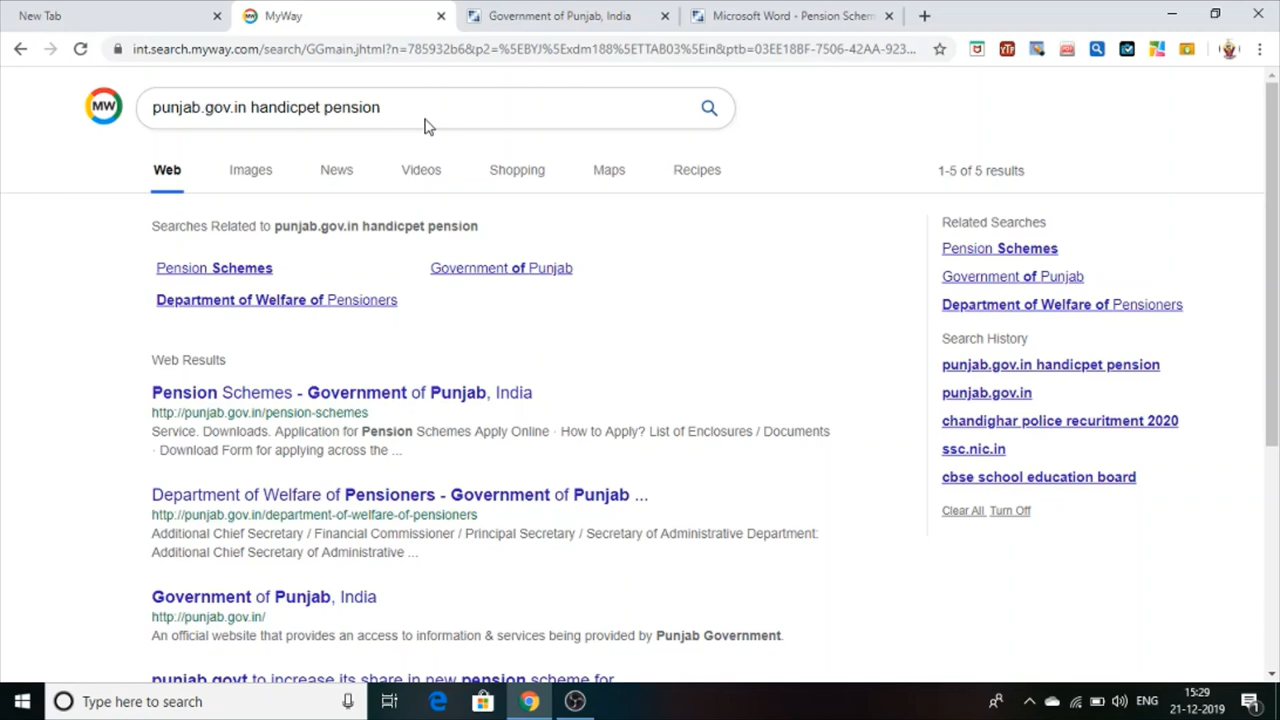 New Tab
MyWay
Government of Punjab, India
Microsoft Word - Pension Schem
int.search.myway.com/search/GGmain.jhtml?n=785932b6&p2=%5EBYJ%5Exdm188%5ETTAB03%5Ein&ptb=03EE18BF-7506-42AA-923...
MW
punjab.gov.in handicpet pension
Web
Images
News
Videos
Shopping
Maps
Recipes
1-5 of 5 results
Searches Related to punjab.gov.in handicpet pension
Pension Schemes
Government of Punjab
Department of Welfare of Pensioners
Web Results
Pension Schemes - Government of Punjab, India
http://punjab.gov.in/pension-schemes
Service. Downloads. Application for Pension Schemes Apply Online · How to Apply? List of Enclosures / Documents
· Download Form for applying across the ...
Department of Welfare of Pensioners - Government of Punjab ...
http://punjab.gov.in/department-of-welfare-of-pensioners
Additional Chief Secretary / Financial Commissioner / Principal Secretary / Secretary of Administrative Department:
Additional Chief Secretary of Administrative ...
Government of Punjab, India
http://punjab.gov.in/
An official website that provides an access to information & services being provided by Punjab Government.
punjab govt to increase its share in new pension scheme for
Related Searches
Pension Schemes
Government of Punjab
Department of Welfare of Pensioners
Search History
punjab.gov.in handicpet pension
punjab.gov.in
chandighar police recuritment 2020
ssc.nic.in
cbse school education board
Clear All Turn Off
Type here to search
ENG
15:29
21-12-2019